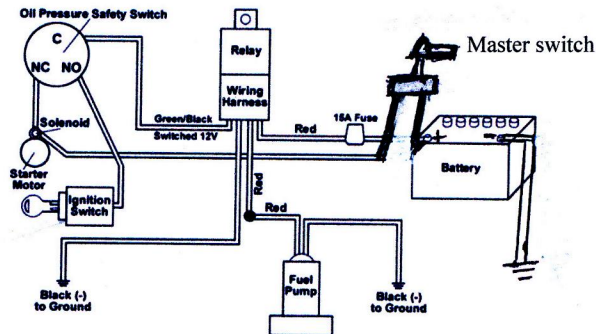 Oil Pressure Safety Switch
C
NC NO
Relay
Wiring
Harness
Master switch
Green/Black
Switched 12V
15A Fuse
Red
+
-
Battery
Solenoid
Starter
Motor
Ignition
Switch
Red
Red
Fuel
Pump
Black (-)
to Ground
Black (-)
to Ground